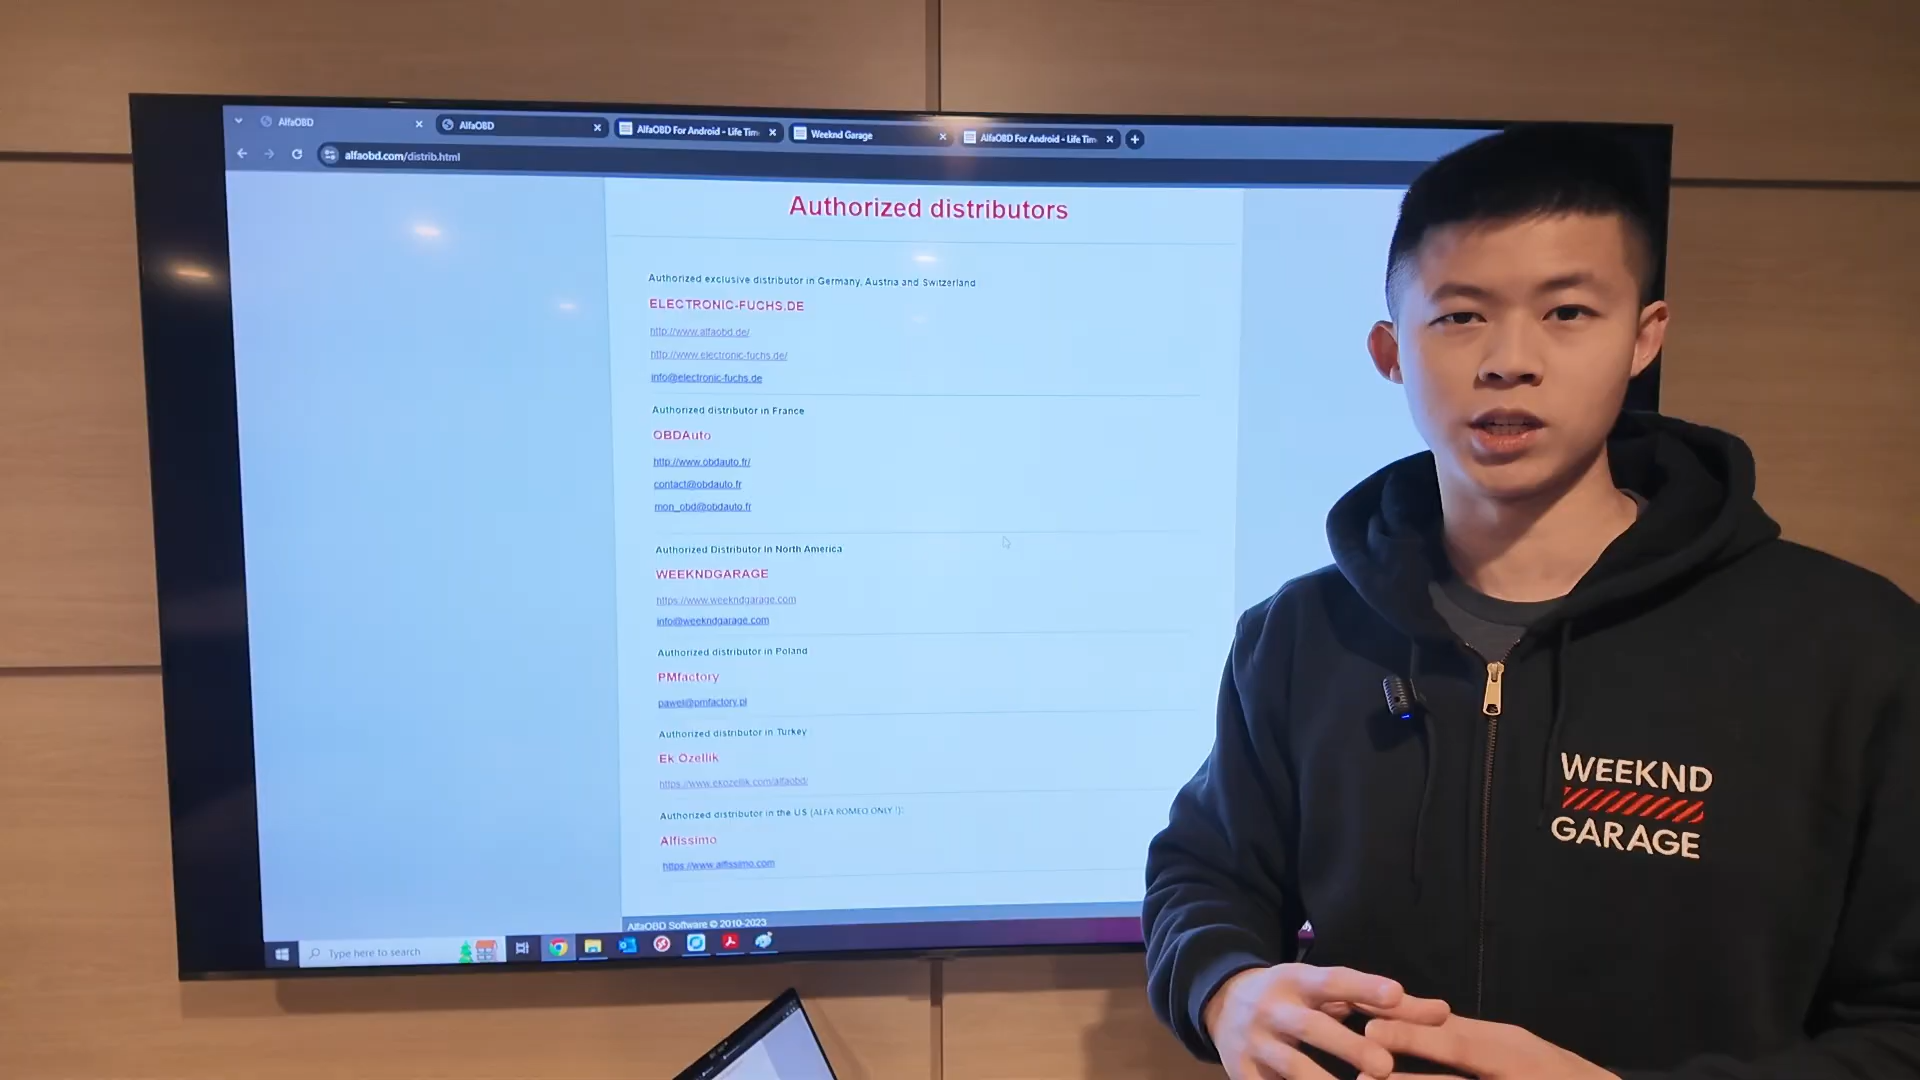 AlfaOBD
AlfaOBD
AlfaOBD For Android - Life Tim
Weeknd Garage
AlfaOBD For Android - Life Tim
alfaobd.com/distrib.html
Authorized distributors
Authorized exclusive distributor in Germany, Austria and Switzerland
ELECTRONIC-FUCHS.DE
http://www.alfaobd.de/
http://www.electronic-fuchs.de/
info@electronic-fuchs.de
Authorized distributor in France
OBDAuto
http://www.obdauto.fr/
contact@obdauto.fr
mon_obd@obdauto.fr
Authorized Distributor In North America
WEEKNDGARAGE
https://www.weekndgarage.com
info@weekndgarage.com
Authorized distributor in Poland
PMfactory
pawel@pmfactory.pl
Authorized distributor in Turkey
Ek Ozellik
https://www.ekozellik.com/alfaobd/
Authorized distributor in the US (ALFA ROMEO ONLY !):
Alfissimo
https://www.alfissimo.com
AlfaOBD Software © 2010-2023
Type here to search
WEEKND
GARAGE